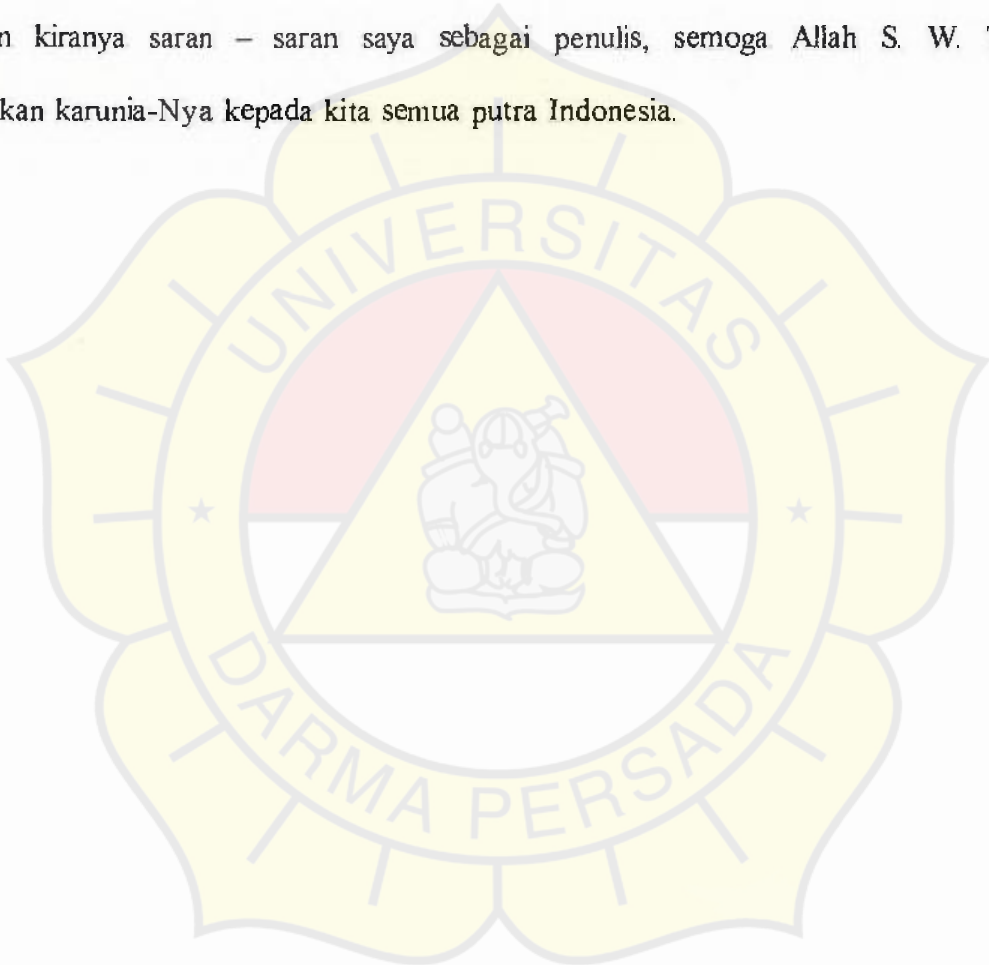 n kiranya saran – saran saya sebagai penulis, semoga Allah S. W. T
kan karunia-Nya kepada kita semua putra Indonesia.
UNIVERSITAS
DARMA PERSADA